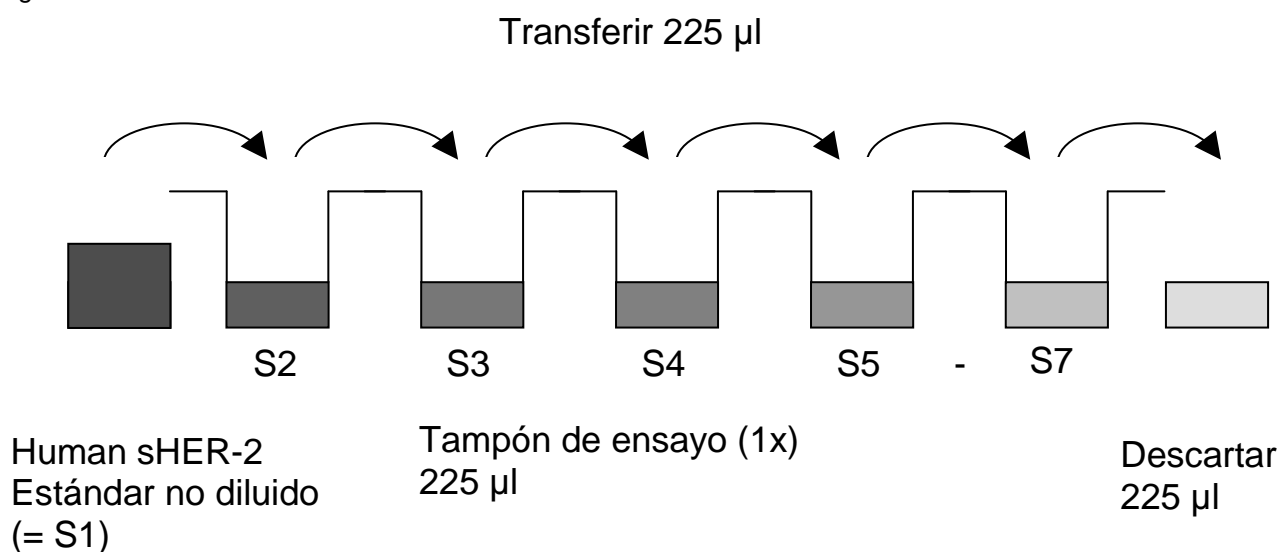 Transferir 225 µl
S2 S3 S4 S5 - S7
Human sHER-2
Estándar no diluido
(= S1)
Tampón de ensayo (1x)
225 µl
Descartar
225 µl